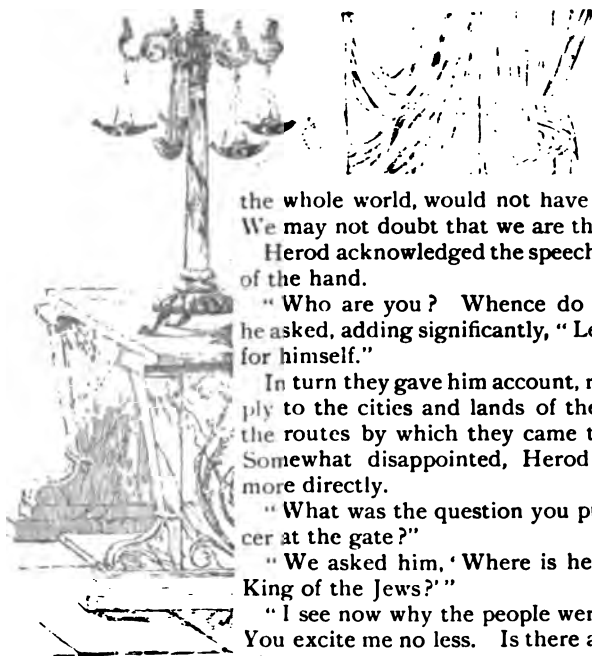 the whole world, would not have
We may not doubt that we are th
Herod acknowledged the speech
of the hand.
“ Who are you ? Whence do
he asked, adding significantly, “ Le
for himself.”
In turn they gave him account, r
ply to the cities and lands of the
the routes by which they came t
Somewhat disappointed, Herod
more directly.
“ What was the question you p
cer at the gate ?”
“ We asked him, ‘ Where is he
King of the Jews?’ ”
“ I see now why the people wer
You excite me no less. Is there a